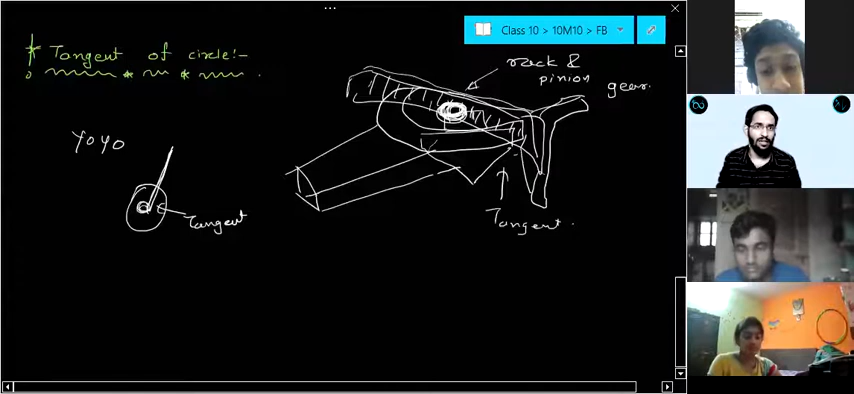 Class 10 > 10M10 > FB
* Tangent of circle:-
rack &
pinion
gear.
YOYO
Tangent
Tangent.